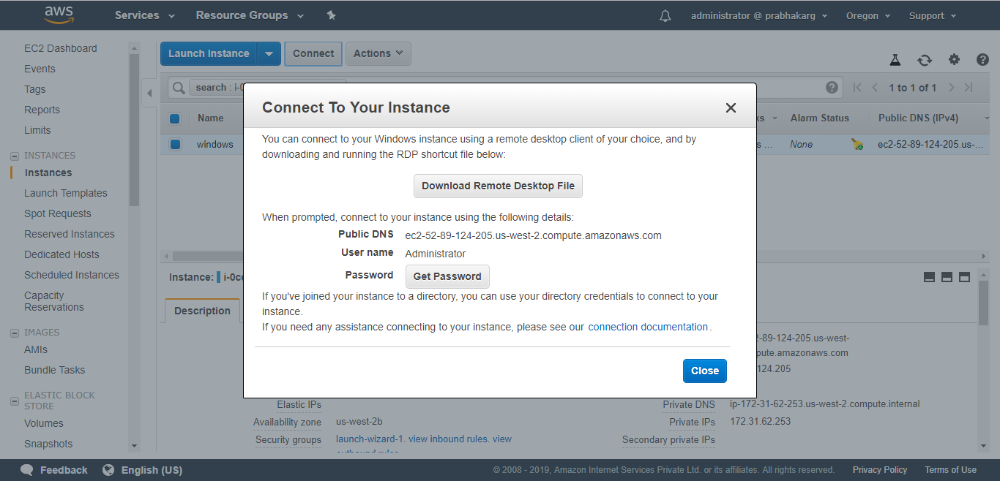 aws
Services
Resource Groups
administrator @ prabhakarg
Oregon
Support
EC2 Dashboard
Events
Tags
Reports
Limits
INSTANCES
Instances
Launch Templates
Spot Requests
Reserved Instances
Dedicated Hosts
Scheduled Instances
Capacity
Reservations
IMAGES
AMIs
Bundle Tasks
ELASTIC BLOCK
STORE
Volumes
Snapshots
Launch Instance
Connect
Actions
search : i-0
1 to 1 of 1
Name
Alarm Status
Public DNS (IPv4)
windows
None
ec2-52-89-124-205.us-...
Connect To Your Instance
You can connect to your Windows instance using a remote desktop client of your choice, and by
downloading and running the RDP shortcut file below:
Download Remote Desktop File
When prompted, connect to your instance using the following details:
Public DNS ec2-52-89-124-205.us-west-2.compute.amazonaws.com
User name Administrator
Password Get Password
If you've joined your instance to a directory, you can use your directory credentials to connect to your
instance.
If you need any assistance connecting to your instance, please see our connection documentation.
Close
Instance: i-0c
Description
-89-124-205.us-west-
pute.amazonaws.com
124.205
Elastic IPs
Private DNS ip-172-31-62-253.us-west-2.compute.internal
Availability zone us-west-2b
Private IPs 172.31.62.253
Security groups launch-wizard-1. view inbound rules. view
Secondary private IPs
Feedback
English (US)
© 2008 - 2019, Amazon Internet Services Private Ltd. or its affiliates. All rights reserved.
Privacy Policy
Terms of Use